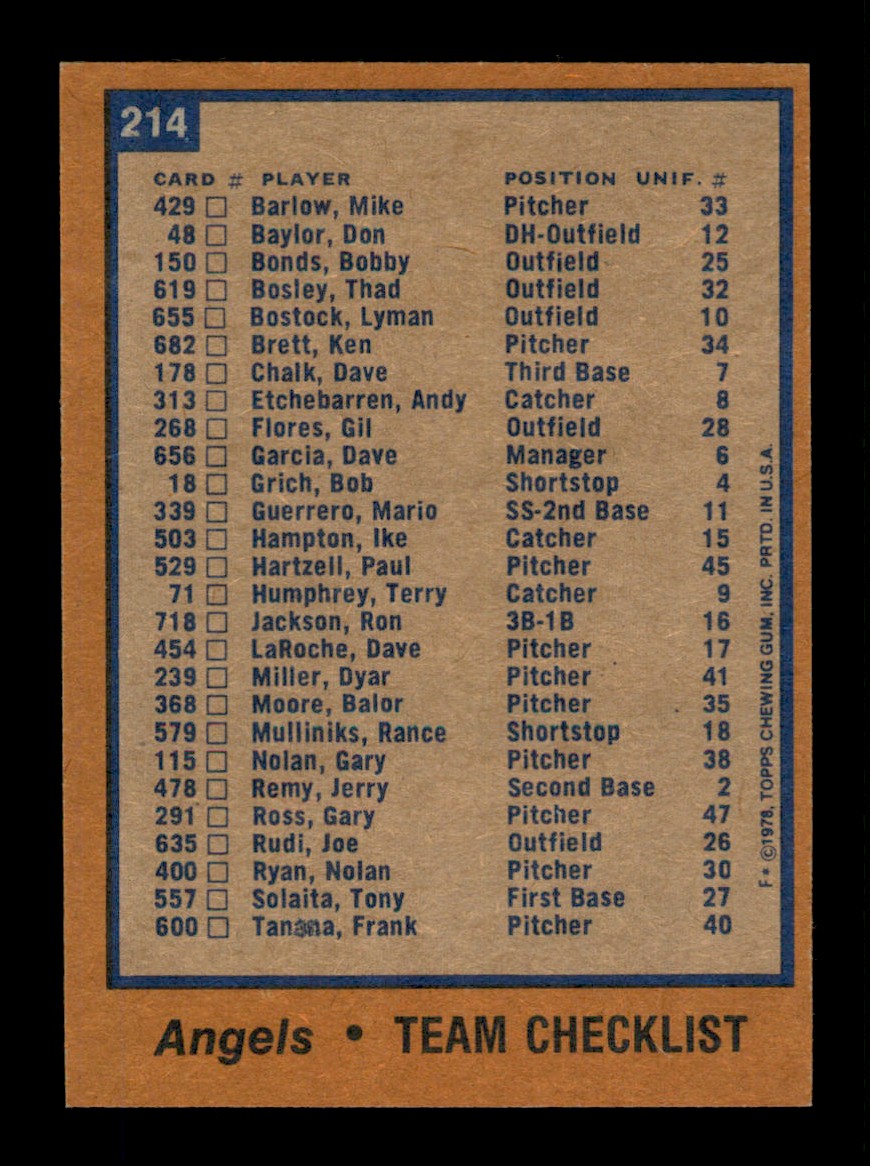 214
CARD # PLAYER POSITION UNIF. #
429 Barlow, Mike Pitcher 33
48 Baylor, Don DH-Outfield 12
150 Bonds, Bobby Outfield 25
619 Bosley, Thad Outfield 32
655 Bostock, Lyman Outfield 10
682 Brett, Ken Pitcher 34
178 Chalk, Dave Third Base 7
313 Etchebarren, Andy Catcher 8
268 Flores, Gil Outfield 28
656 Garcia, Dave Manager 6
18 Grich, Bob Shortstop 4
339 Guerrero, Mario SS-2nd Base 11
503 Hampton, Ike Catcher 15
529 Hartzell, Paul Pitcher 45
71 Humphrey, Terry Catcher 9
718 Jackson, Ron 3B-1B 16
454 LaRoche, Dave Pitcher 17
239 Miller, Dyar Pitcher 41
368 Moore, Balor Pitcher 35
579 Mulliniks, Rance Shortstop 18
115 Nolan, Gary Pitcher 38
478 Remy, Jerry Second Base 2
291 Ross, Gary Pitcher 47
635 Rudi, Joe Outfield 26
400 Ryan, Nolan Pitcher 30
557 Solaita, Tony First Base 27
600 Tanana, Frank Pitcher 40
F* ©1978, TOPPS CHEWING GUM, INC. PRTD. IN U.S.A.
Angels • TEAM CHECKLIST